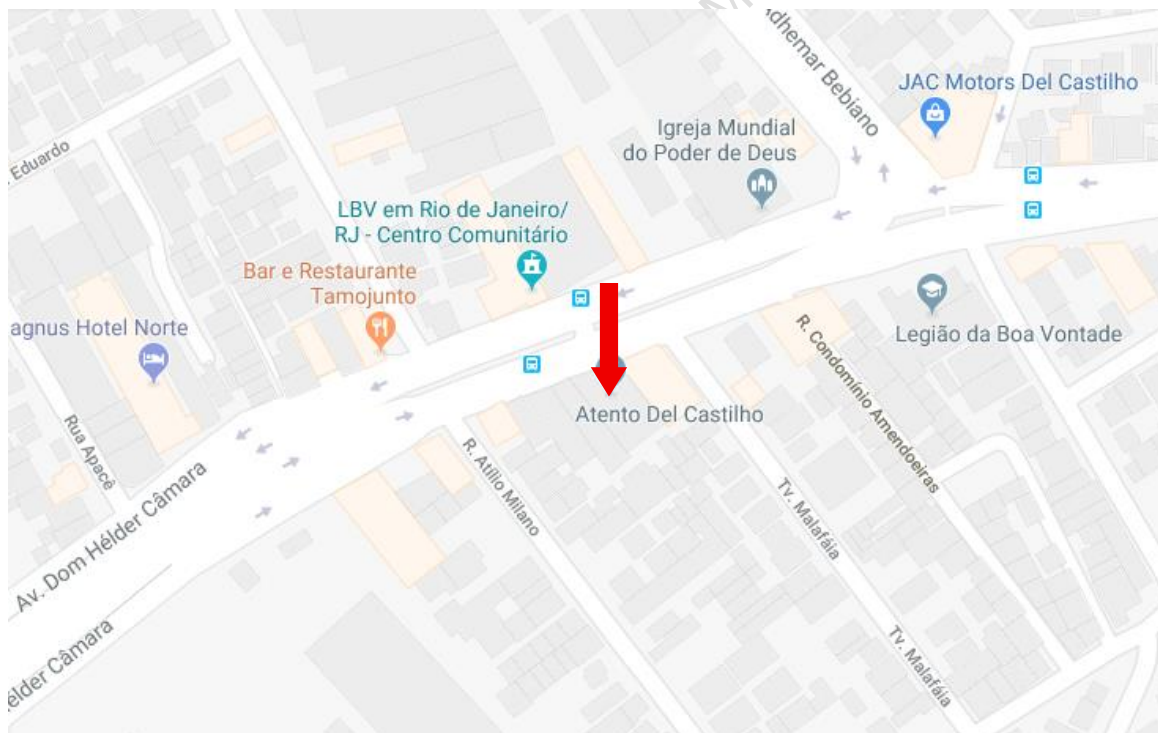 dhemar Bebiano
JAC Motors Del Castilho
Igreja Mundial
do Poder de Deus
Eduardo
LBV em Rio de Janeiro/
RJ - Centro Comunitário
Bar e Restaurante
Tamojunto
agnus Hotel Norte
Legião da Boa Vontade
R. Condomínio Amendoeiras
Atento Del Castilho
Rua Apacê
R. Atílio Milano
Tv. Malafáia
Av. Dom Hélder Câmara
Tv. Malafáia
élder Câmara